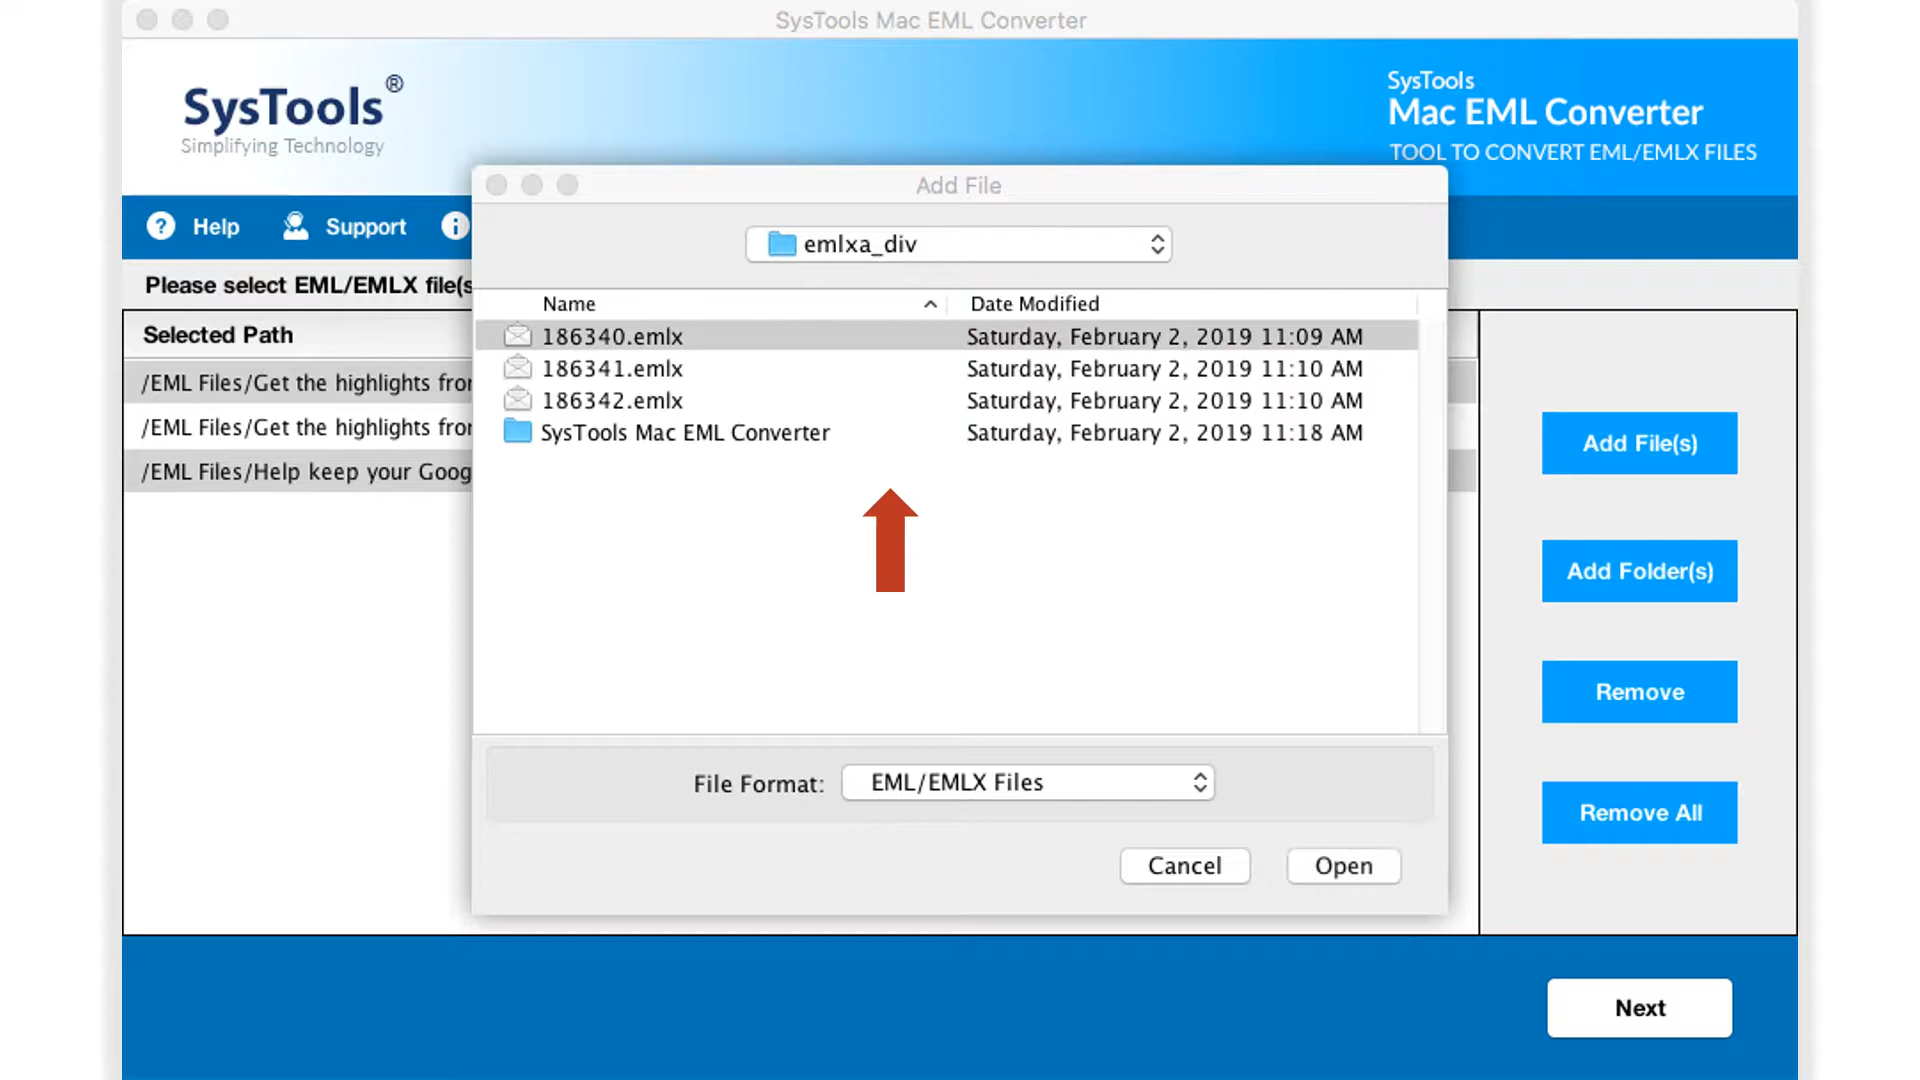 SysTools Mac EML Converter
SysTools®
Simplifying Technology
SysTools
Mac EML Converter
TOOL TO CONVERT EML/EMLX FILES
Help Support
Add File
emlxa_div
Please select EML/EMLX file(s
Name Date Modified
Selected Path
186340.emlx Saturday, February 2, 2019 11:09 AM
186341.emlx Saturday, February 2, 2019 11:10 AM
186342.emlx Saturday, February 2, 2019 11:10 AM
SysTools Mac EML Converter Saturday, February 2, 2019 11:18 AM
/EML Files/Get the highlights fro
/EML Files/Get the highlights fro
/EML Files/Help keep your Goog
Add File(s)
Add Folder(s)
Remove
Remove All
File Format: EML/EMLX Files
Cancel Open
Next